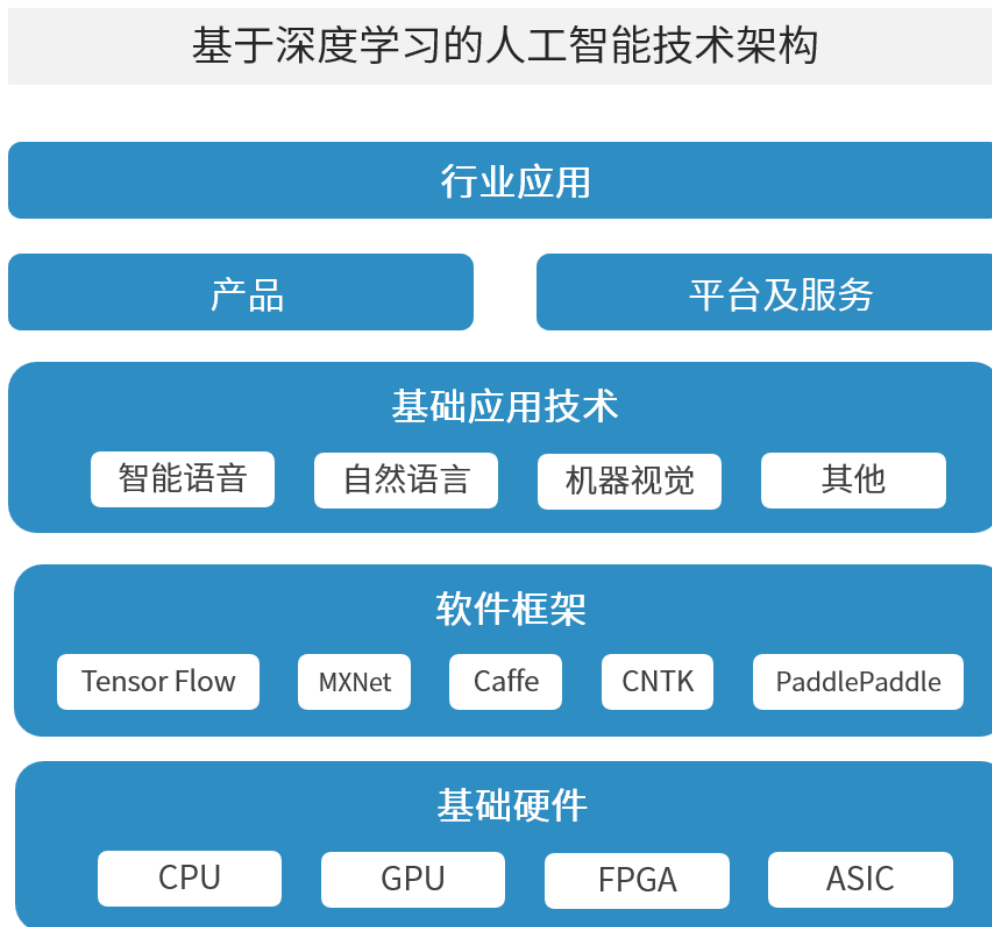 基于深度学习的人工智能技术架构
行业应用
产品 平台及服务
基础应用技术
智能语音 自然语言 机器视觉 其他
软件框架
Tensor Flow MXNet Caffe CNTK PaddlePaddle
基础硬件
CPU GPU FPGA ASIC